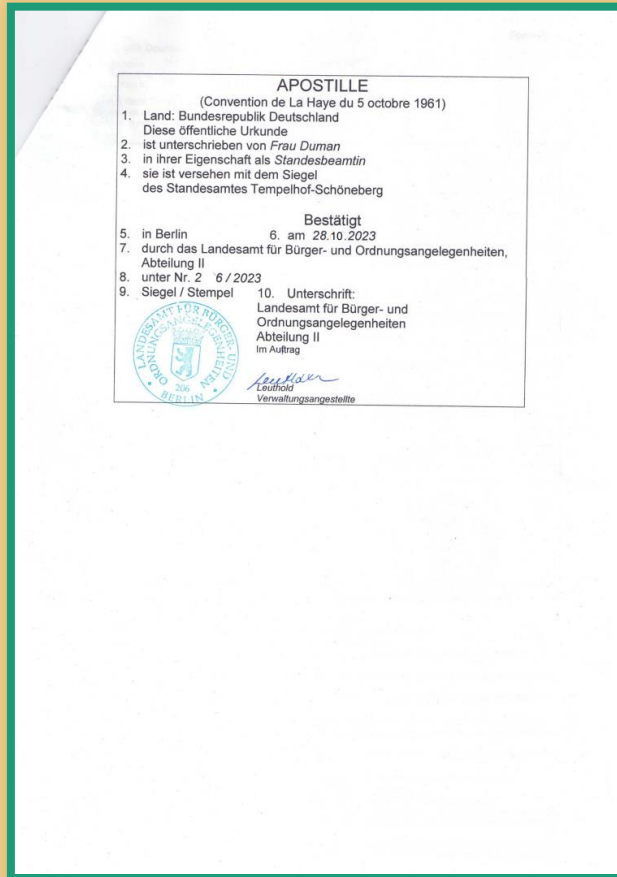 APOSTILLE
(Convention de La Haye du 5 octobre 1961)
1. Land: Bundesrepublik Deutschland
Diese öffentliche Urkunde
2. ist unterschrieben von Frau Duman
3. in ihrer Eigenschaft als Standesbeamtin
4. sie ist versehen mit dem Siegel
des Standesamtes Tempelhof-Schöneberg
Bestätigt
5. in Berlin 6. am 28.10.2023
7. durch das Landesamt für Bürger- und Ordnungsangelegenheiten,
Abteilung II
8. unter Nr. 2 6 / 2023
9. Siegel / Stempel 10. Unterschrift:
Landesamt für Bürger- und
Ordnungsangelegenheiten
Abteilung II
Im Auftrag
LANDESAMT FÜR BÜRGER- UND
ORDNUNGSANGELEGENHEITEN
206
BERLIN
Leuthold
Leuthold
Verwaltungsangestellte